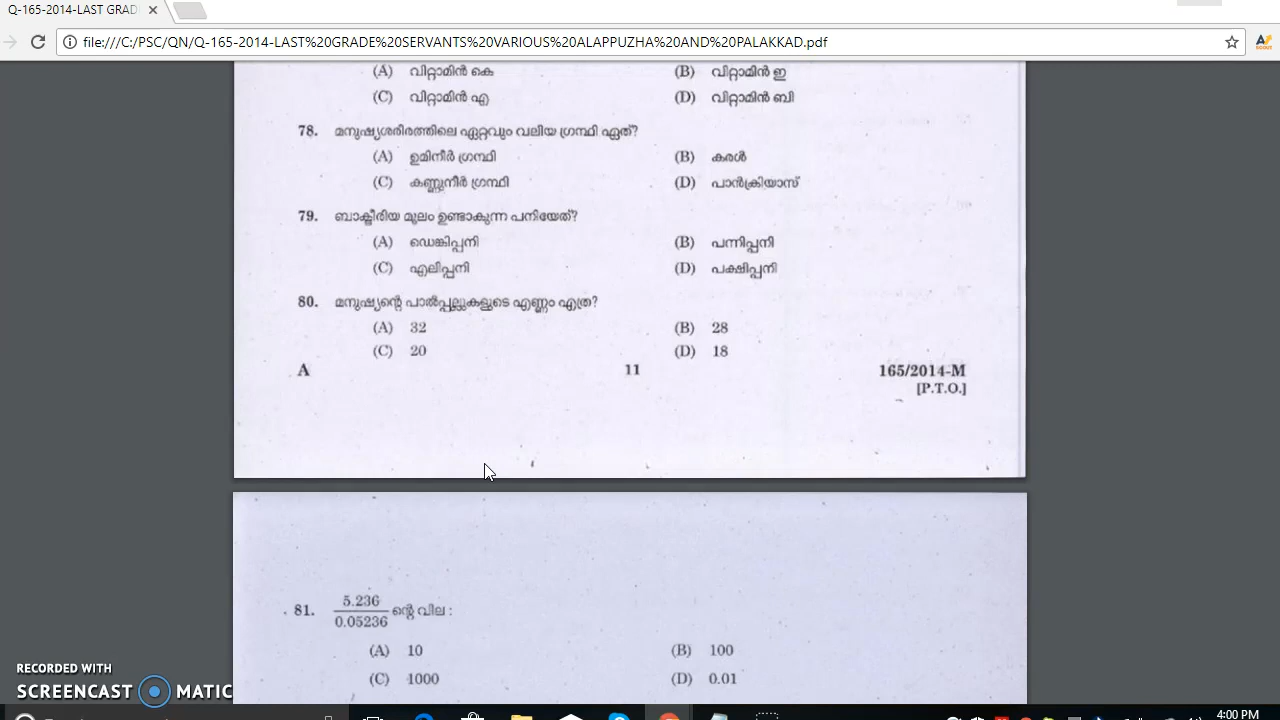 Q-165-2014-LAST GRAD
file:///C:/PSC/QN/Q-165-2014-LAST%20GRADE%20SERVANTS%20VARIOUS%20ALAPPUZHA%20AND%20PALAKKAD.pdf
(A) വിറ്റാമിൻ കെ (B) വിറ്റാമിൻ ഇ
(C) വിറ്റാമിൻ എ (D) വിറ്റാമിൻ ബി
78. മനുഷ്യശരീരത്തിലെ ഏറ്റവും വലിയ ഗ്രന്ഥി ഏത്?
(A) ഉമിനീർ ഗ്രന്ഥി (B) കരൾ
(C) കണ്ണുനീർ ഗ്രന്ഥി (D) പാൻക്രിയാസ്
79. ബാക്ടീരിയ മൂലം ഉണ്ടാകുന്ന പനിയേത്?
(A) ഡെങ്കിപ്പനി (B) പന്നിപ്പനി
(C) എലിപ്പനി (D) പക്ഷിപ്പനി
80. മനുഷ്യന്റെ പാൽപ്പല്ലുകളുടെ എണ്ണം എത്ര?
(A) 32 (B) 28
(C) 20 (D) 18
A 11 165/2014-M
[P.T.O.]
81. 5.236
0.05236 ന്റെ വില :
(A) 10 (B) 100
(C) 1000 (D) 0.01
RECORDED WITH
SCREENCAST MATIC
4:00 PM